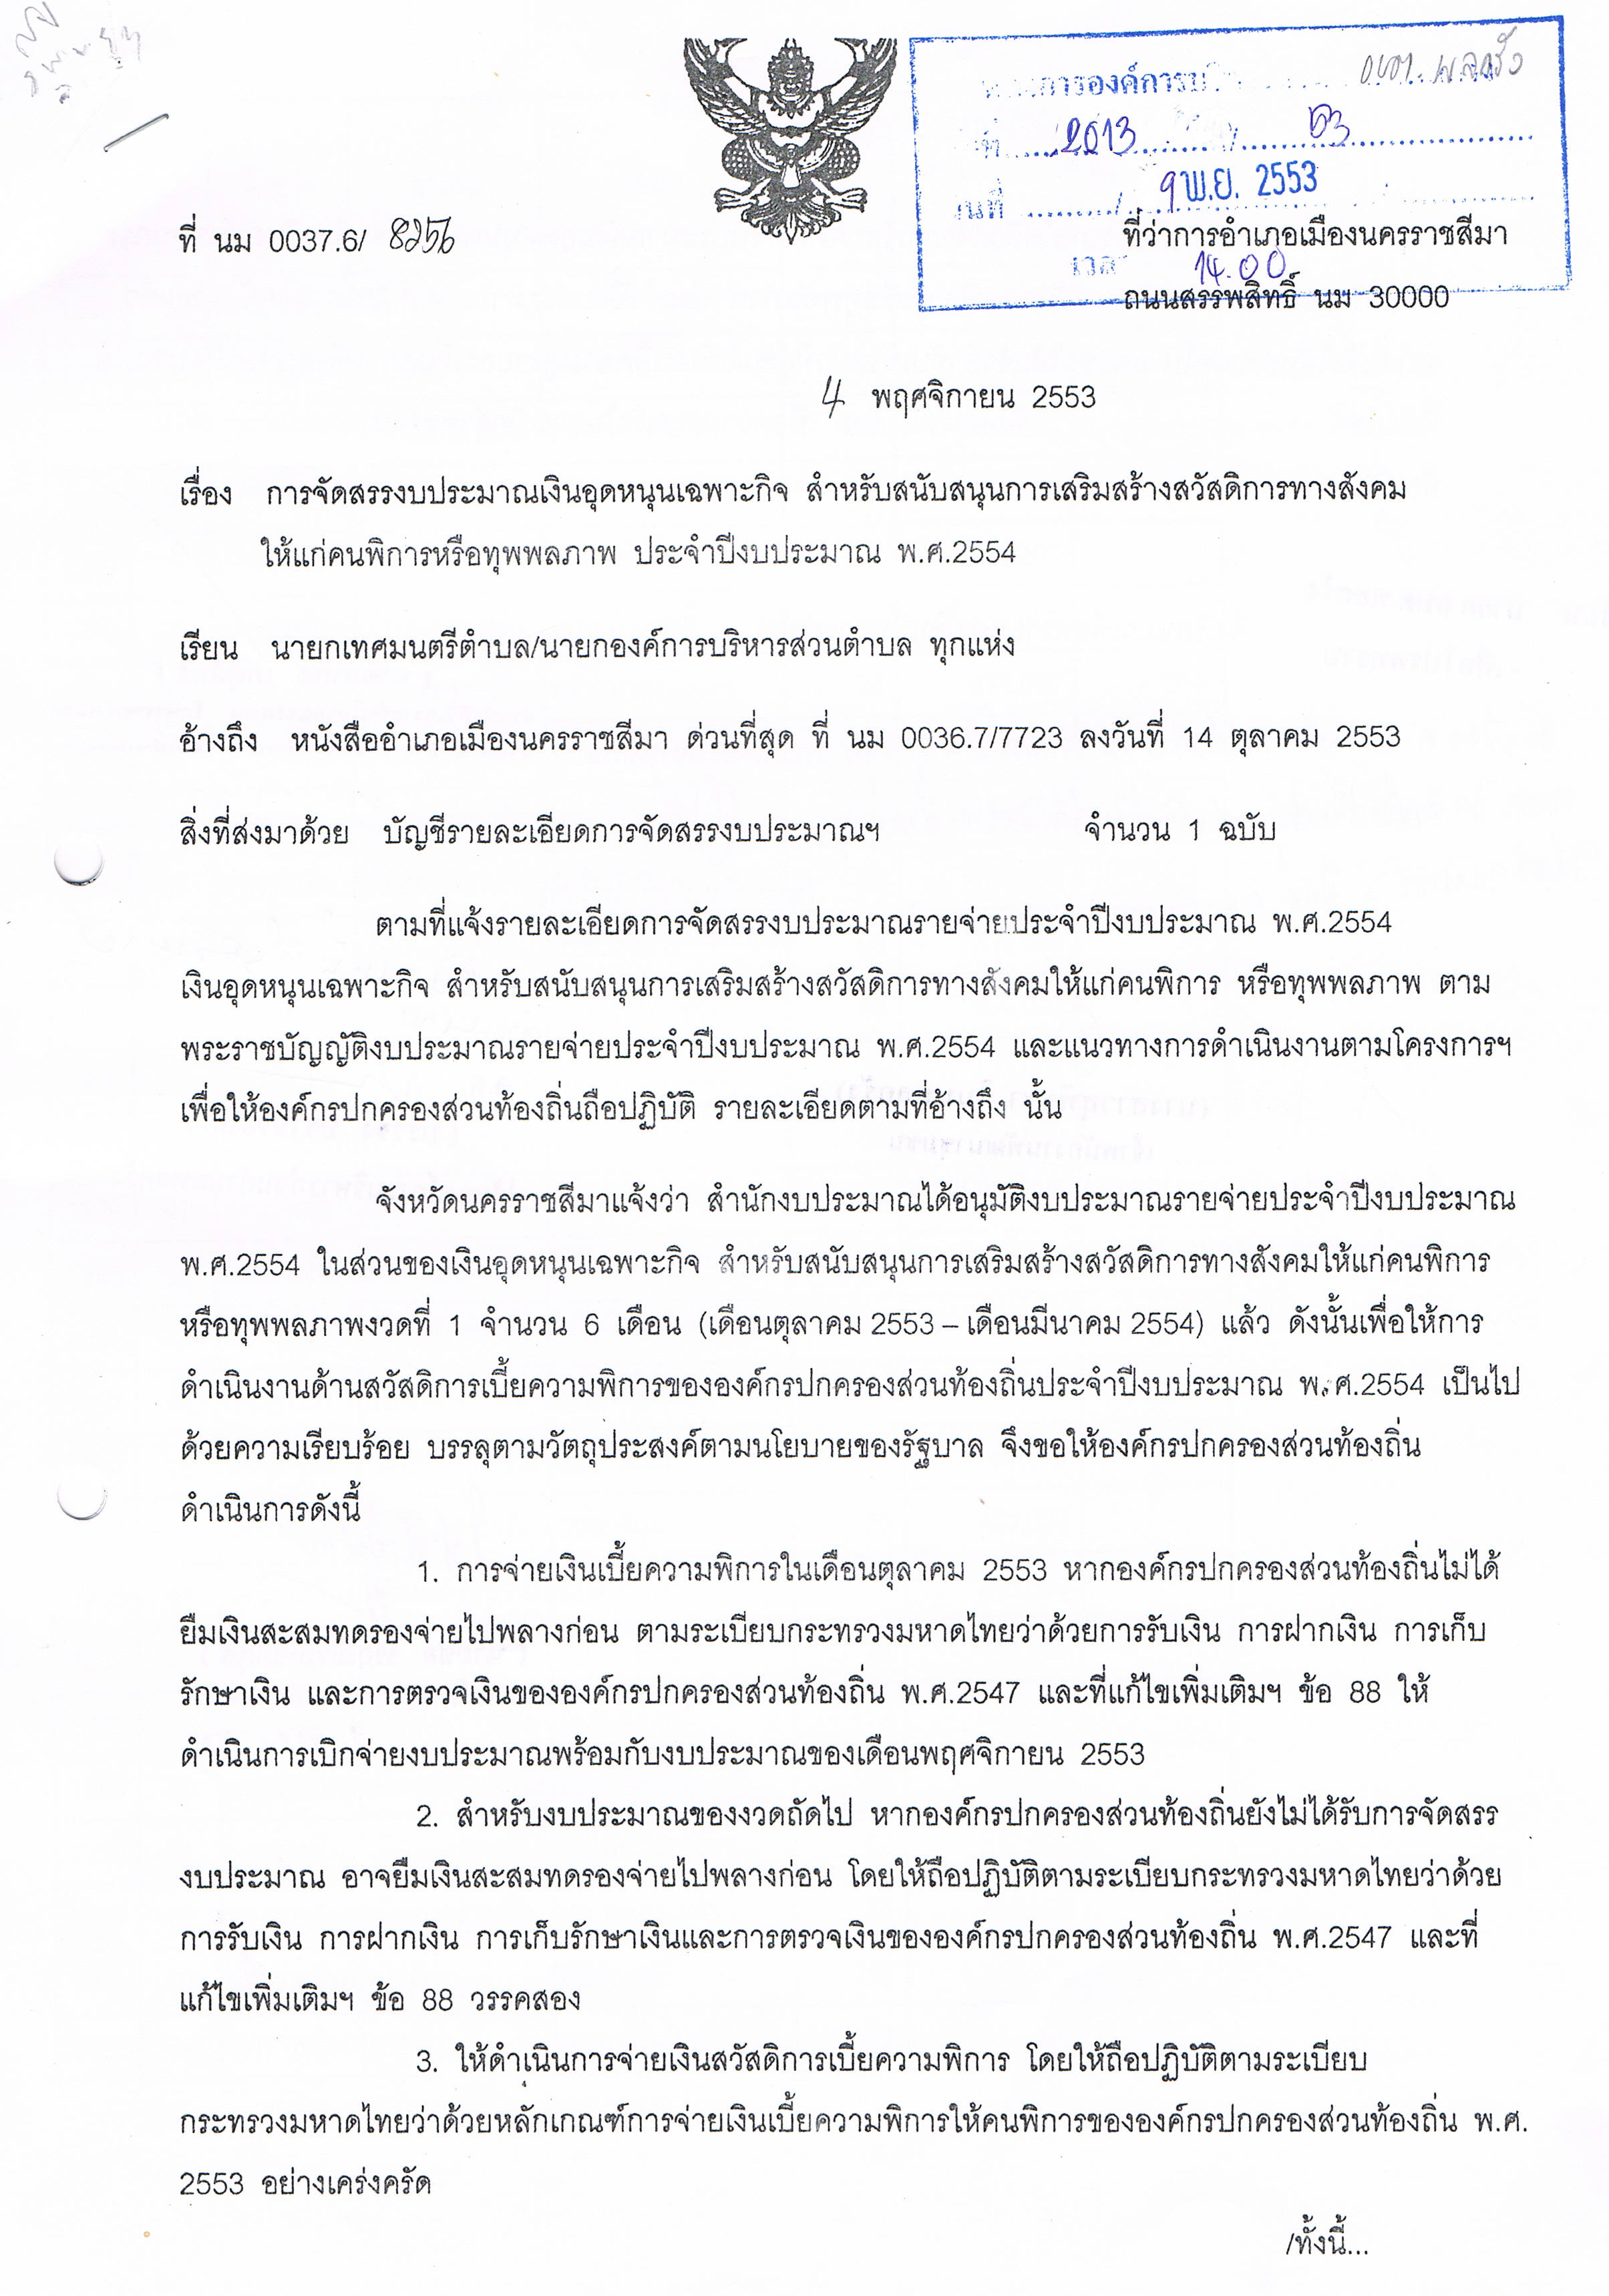 2013 63
9 พ.ย. 2553
ที่ นม 0037.6/ 8256
ที่ว่าการอำเภอเมืองนครราชสีมา
14.00
ถนนสรรพสิทธิ์ นม 30000
4 พฤศจิกายน 2553
เรื่อง การจัดสรรงบประมาณเงินอุดหนุนเฉพาะกิจ สำหรับสนับสนุนการเสริมสร้างสวัสดิการทางสังคม
ให้แก่คนพิการหรือทุพพลภาพ ประจำปีงบประมาณ พ.ศ.2554
เรียน นายกเทศมนตรีตำบล/นายกองค์การบริหารส่วนตำบล ทุกแห่ง
อ้างถึง หนังสืออำเภอเมืองนครราชสีมา ด่วนที่สุด ที่ นม 0036.7/7723 ลงวันที่ 14 ตุลาคม 2553
สิ่งที่ส่งมาด้วย บัญชีรายละเอียดการจัดสรรงบประมาณฯ จำนวน 1 ฉบับ
ตามที่แจ้งรายละเอียดการจัดสรรงบประมาณรายจ่ายประจำปีงบประมาณ พ.ศ.2554
เงินอุดหนุนเฉพาะกิจ สำหรับสนับสนุนการเสริมสร้างสวัสดิการทางสังคมให้แก่คนพิการ หรือทุพพลภาพ ตาม
พระราชบัญญัติงบประมาณรายจ่ายประจำปีงบประมาณ พ.ศ.2554 และแนวทางการดำเนินงานตามโครงการฯ
เพื่อให้องค์กรปกครองส่วนท้องถิ่นถือปฏิบัติ รายละเอียดตามที่อ้างถึง นั้น
จังหวัดนครราชสีมาแจ้งว่า สำนักงบประมาณได้อนุมัติงบประมาณรายจ่ายประจำปีงบประมาณ
พ.ศ.2554 ในส่วนของเงินอุดหนุนเฉพาะกิจ สำหรับสนับสนุนการเสริมสร้างสวัสดิการทางสังคมให้แก่คนพิการ
หรือทุพพลภาพงวดที่ 1 จำนวน 6 เดือน (เดือนตุลาคม 2553 – เดือนมีนาคม 2554) แล้ว ดังนั้นเพื่อให้การ
ดำเนินงานด้านสวัสดิการเบี้ยความพิการขององค์กรปกครองส่วนท้องถิ่นประจำปีงบประมาณ พ.ศ.2554 เป็นไป
ด้วยความเรียบร้อย บรรลุตามวัตถุประสงค์ตามนโยบายของรัฐบาล จึงขอให้องค์กรปกครองส่วนท้องถิ่น
ดำเนินการดังนี้
1. การจ่ายเงินเบี้ยความพิการในเดือนตุลาคม 2553 หากองค์กรปกครองส่วนท้องถิ่นไม่ได้
ยืมเงินสะสมทดรองจ่ายไปพลางก่อน ตามระเบียบกระทรวงมหาดไทยว่าด้วยการรับเงิน การฝากเงิน การเก็บ
รักษาเงิน และการตรวจเงินขององค์กรปกครองส่วนท้องถิ่น พ.ศ.2547 และที่แก้ไขเพิ่มเติมฯ ข้อ 88 ให้
ดำเนินการเบิกจ่ายงบประมาณพร้อมกับงบประมาณของเดือนพฤศจิกายน 2553
2. สำหรับงบประมาณของงวดถัดไป หากองค์กรปกครองส่วนท้องถิ่นยังไม่ได้รับการจัดสรร
งบประมาณ อาจยืมเงินสะสมทดรองจ่ายไปพลางก่อน โดยให้ถือปฏิบัติตามระเบียบกระทรวงมหาดไทยว่าด้วย
การรับเงิน การฝากเงิน การเก็บรักษาเงินและการตรวจเงินขององค์กรปกครองส่วนท้องถิ่น พ.ศ.2547 และที่
แก้ไขเพิ่มเติมฯ ข้อ 88 วรรคสอง
3. ให้ดำเนินการจ่ายเงินสวัสดิการเบี้ยความพิการ โดยให้ถือปฏิบัติตามระเบียบ
กระทรวงมหาดไทยว่าด้วยหลักเกณฑ์การจ่ายเงินเบี้ยความพิการให้คนพิการขององค์กรปกครองส่วนท้องถิ่น พ.ศ.
2553 อย่างเคร่งครัด
/ทั้งนี้...